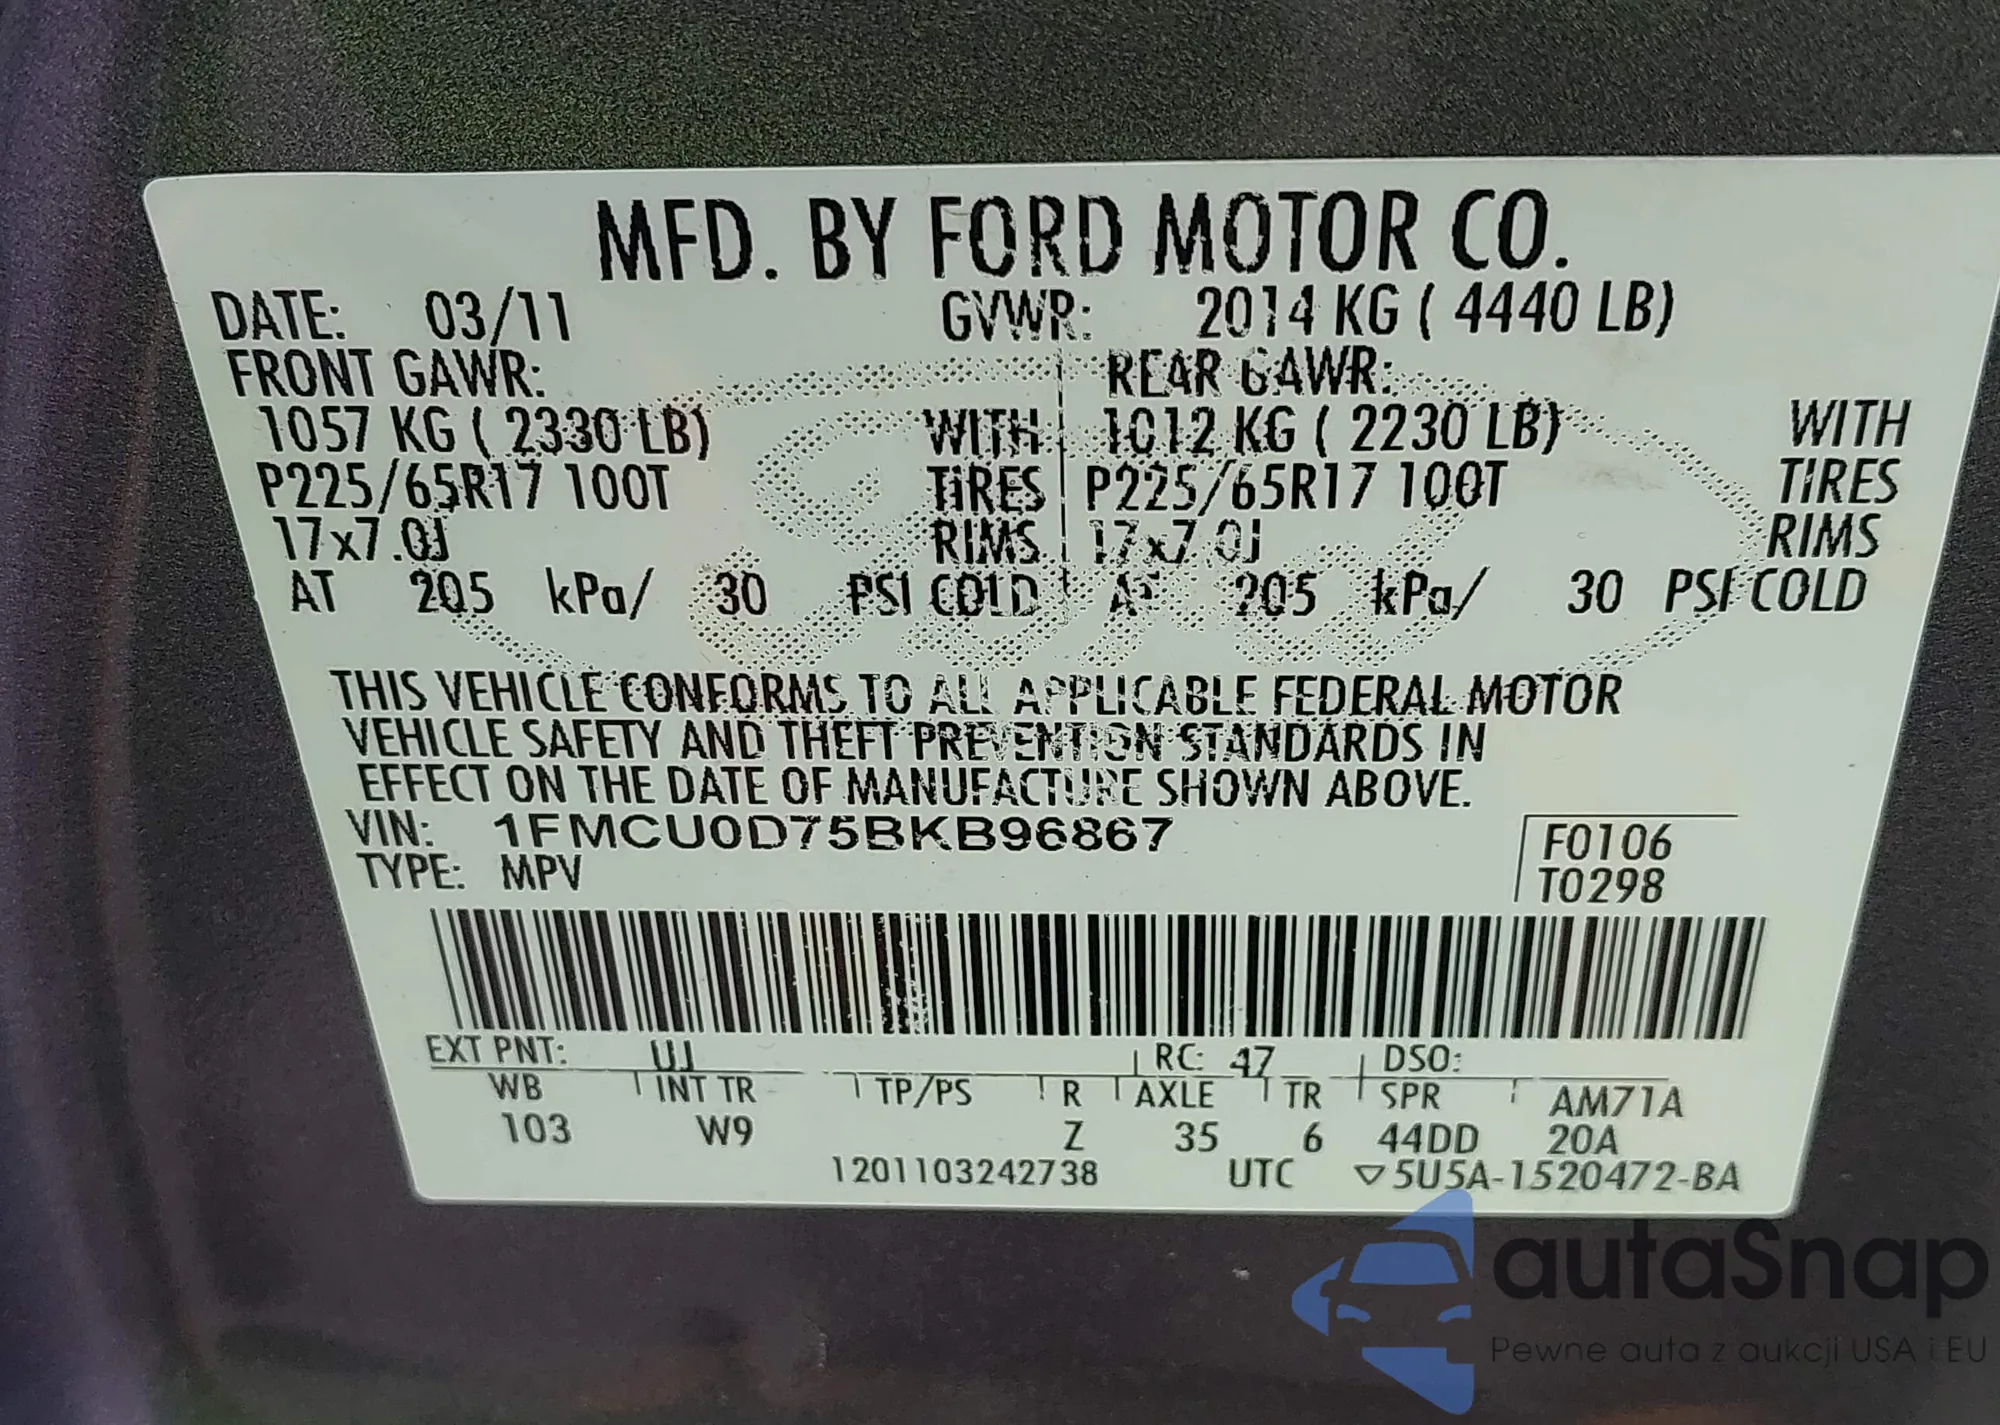 MFD. BY FORD MOTOR CO.
DATE: 03/11 GVWR: 2014 KG ( 4440 LB)
FRONT GAWR: REAR GAWR:
1057 KG ( 2330 LB) WITH 1012 KG ( 2230 LB) WITH
P225/65R17 100T TIRES P225/65R17 100T TIRES
17x7.0J RIMS 17x7.0J RIMS
AT 205 kPa/ 30 PSI COLD AT 205 kPa/ 30 PSI COLD
THIS VEHICLE CONFORMS TO ALL APPLICABLE FEDERAL MOTOR
VEHICLE SAFETY AND THEFT PREVENTION STANDARDS IN
EFFECT ON THE DATE OF MANUFACTURE SHOWN ABOVE.
VIN: 1FMCU0D75BKB96867 F0106
TYPE: MPV T0298
EXT PNT: UJ RC: 47 DSO:
WB INT TR TP/PS R AXLE TR SPR AM71A
103 W9 Z 35 6 44DD 20A
1201103242738 UTC ▽5U5A-1520472-BA
autaSnap
Pewne auta z aukcji USA i EU